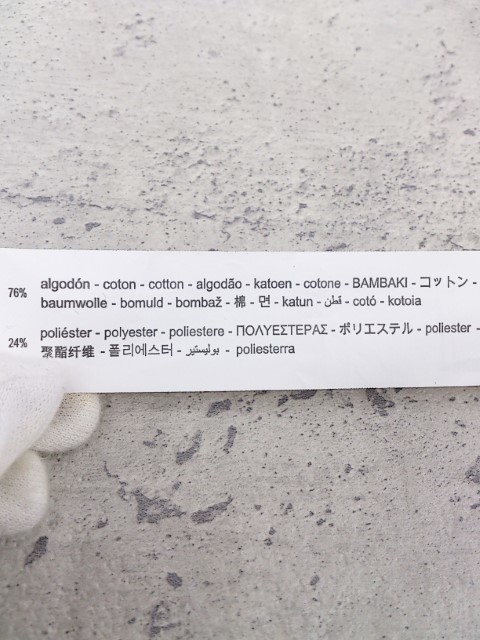 76% algodón - coton - cotton - algodão - katoen - cotone - BAMBAKI - コットン -
baumwolle - bomuld - bombaž - 棉 - 면 - katun - قطن - cotó - kotoia
24% poliéster - polyester - poliestere - ΠΟΛΥΕΣΤΕΡΑΣ - ポリエステル - poliester -
聚酯纤维 - 폴리에스터 - بوليستير - poliesterra